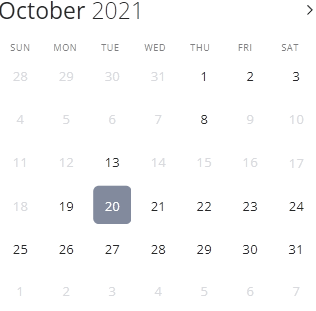 October 2021
SUN MON TUE WED THU FRI SAT
28 29 30 31 1 2 3
4 5 6 7 8 9 10
11 12 13 14 15 16 17
18 19 20 21 22 23 24
25 26 27 28 29 30 31
1 2 3 4 5 6 7